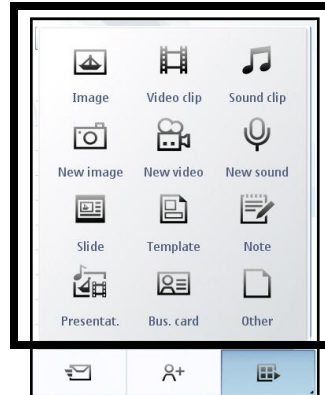 Image Video clip Sound clip
New image New video New sound
Slide Template Note
Presentat. Bus. card Other